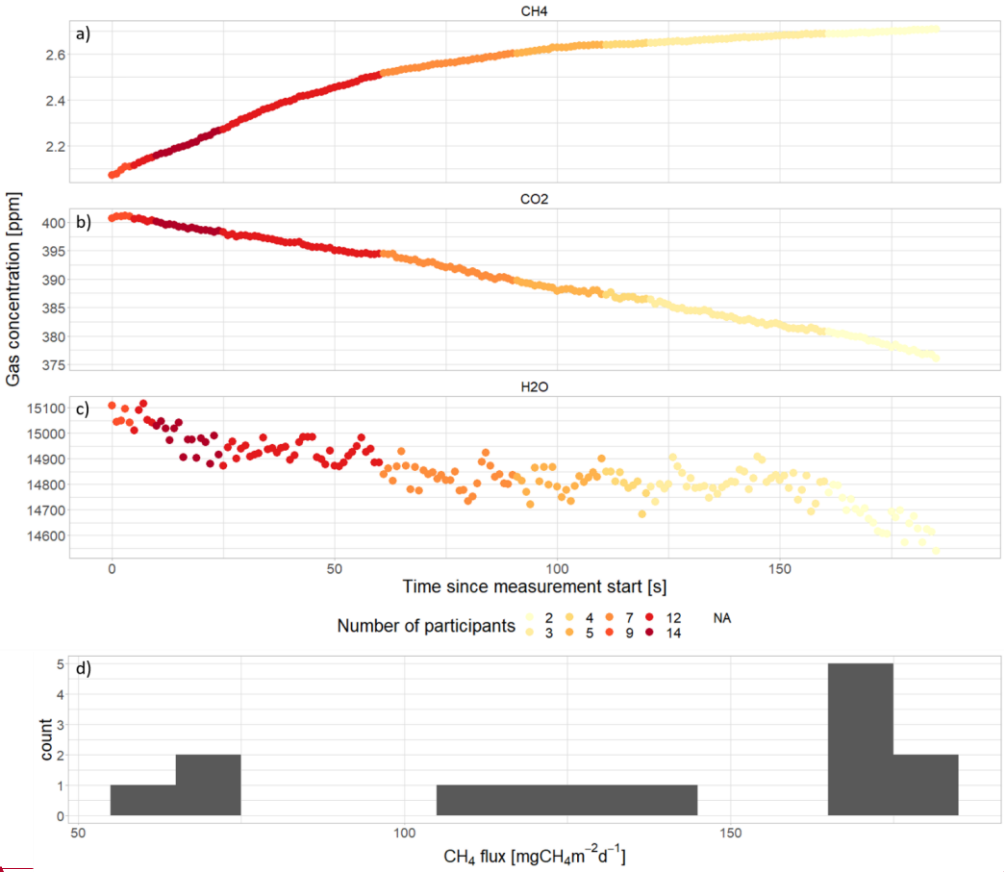 CH4
a)
2.6
2.4
2.2
CO2
b)
400
395
390
385
380
375
Gas concentration [ppm]
H2O
c)
15100
15000
14900
14800
14700
14600
0 50 100 150
Time since measurement start [s]
Number of participants
2 4 7 12 NA
3 5 9 14
d)
5
4
3
2
1
0
count
50 100 150
CH₄ flux [mgCH₄m⁻²d⁻¹]